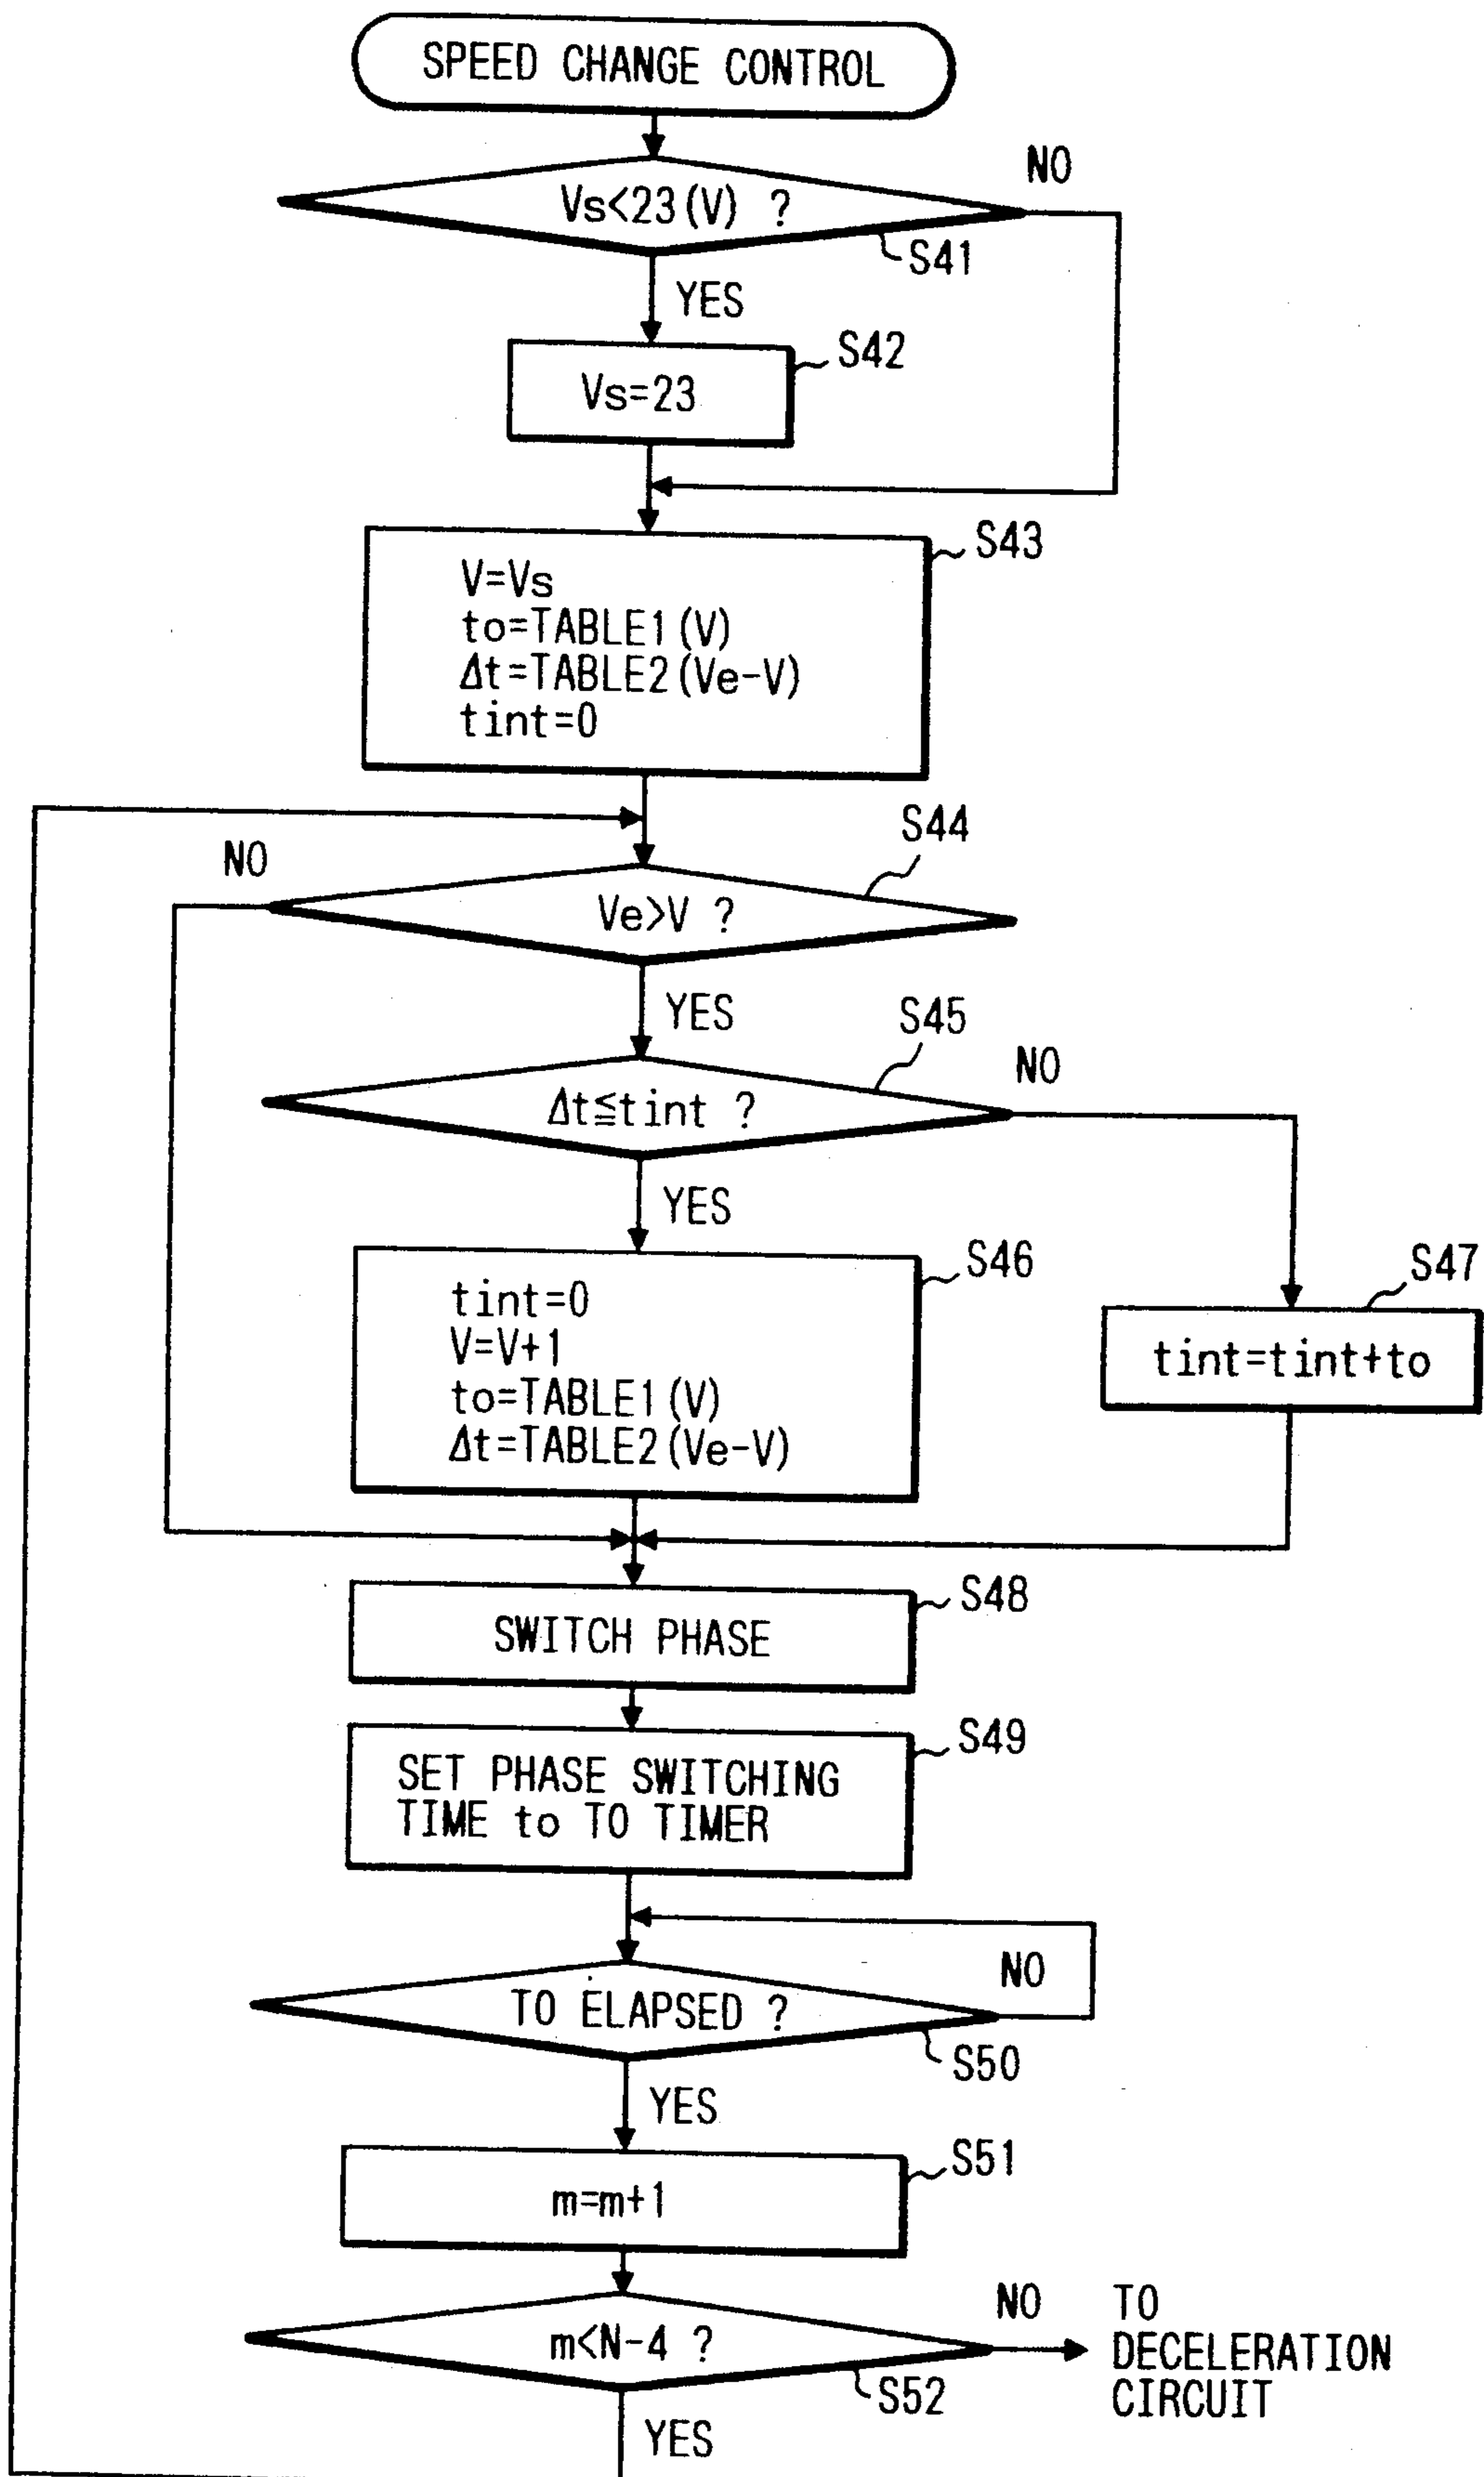 SPEED CHANGE CONTROL
Vs<23(V) ?
NO
S41
YES
S42
Vs=23
S43
V=Vs
to=TABLE1(V)
Δt=TABLE2(Ve-V)
tint=0
S44
NO
Ve>V ?
YES
S45
NO
Δt≦tint ?
YES
S46
tint=0
V=V+1
to=TABLE1(V)
Δt=TABLE2(Ve-V)
S47
tint=tint+to
S48
SWITCH PHASE
S49
SET PHASE SWITCHING
TIME to TO TIMER
NO
TO ELAPSED ?
S50
YES
S51
m=m+1
m<N-4 ?
NO
TO
DECELERATION
CIRCUIT
S52
YES